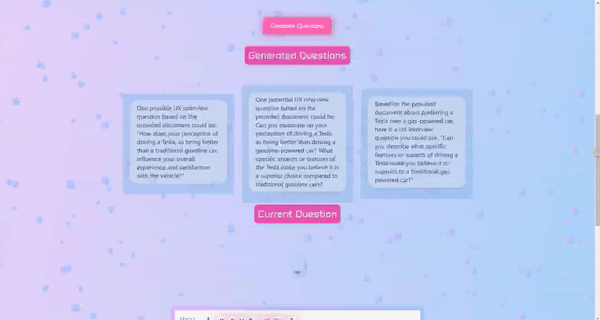 Generate Questions
Generated Questions
One possible UX interview
question based on the
provided document could be:
"How does your perception of
driving a Tesla, as being better
than a traditional gasoline car,
influence your overall
experience and satisfaction
with the vehicle?"
One potential UX interview
question based on the
provided document could be:
Can you elaborate on your
perception of driving a Tesla,
as being better than driving a
gasoline-powered car? What
specific aspects or features of
the Tesla make you believe it is
a superior choice compared to
traditional gasoline cars?
Based on the provided
document about preferring a
Tesla over a gas-powered car,
here is a UX interview
question you could ask: "Can
you describe what specific
features or aspects of driving a
Tesla make you believe it is
superior to a traditional gas
powered car?"
Current Question